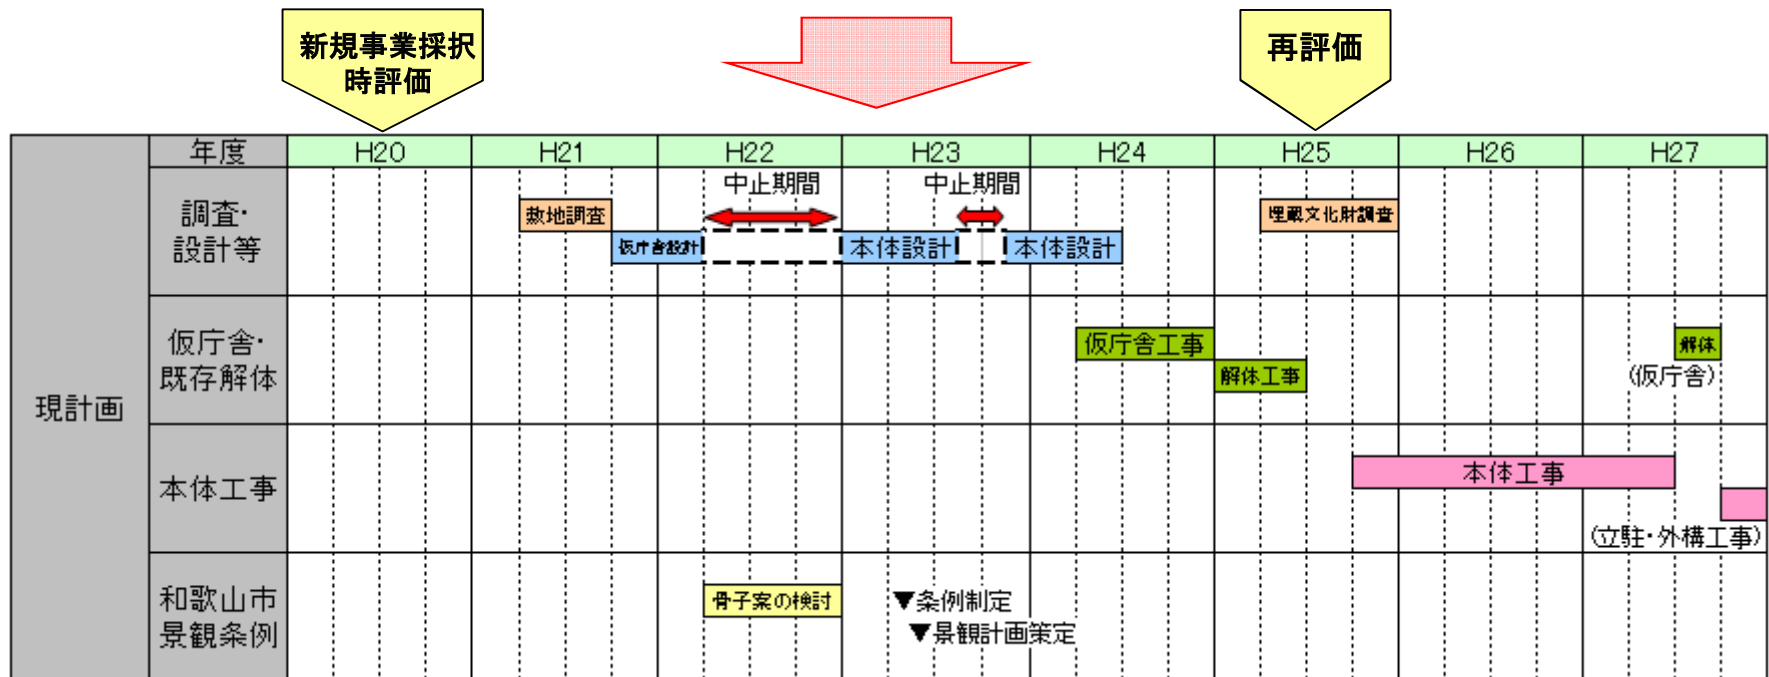 新規事業採択
時評価
再評価
年度
H20
H21
H22
H23
H24
H25
H26
H27
現計画
調査・
設計等
敷地調査
仮庁舎設計
中止期間
本体設計
中止期間
本体設計
埋蔵文化財調査
仮庁舎・
既存解体
仮庁舎工事
解体工事
解体
(仮庁舎)
本体工事
本体工事
(立駐・外構工事)
和歌山市
景観条例
骨子案の検討
▼条例制定
▼景観計画策定